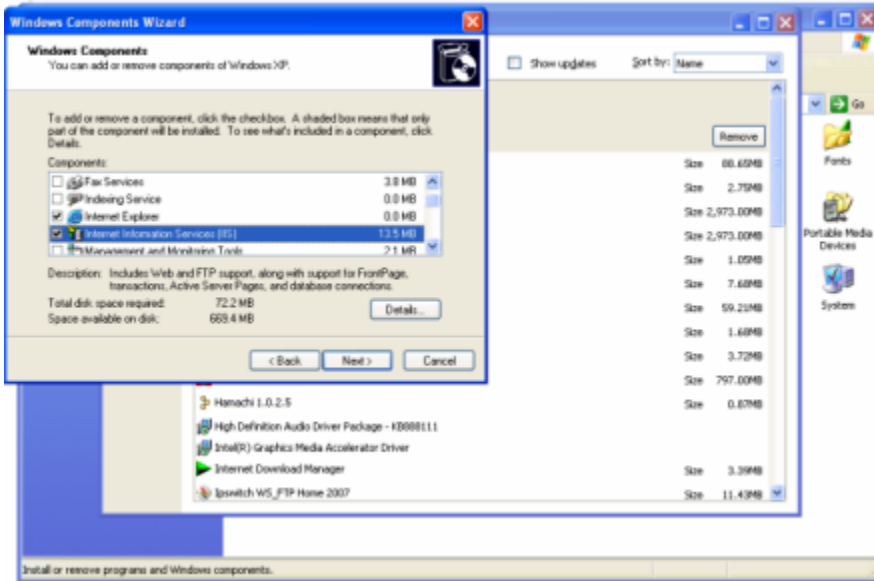 Windows Components Wizard
Windows Components
You can add or remove components of Windows XP.
To add or remove a component, click the checkbox. A shaded box means that only
part of the component will be installed. To see what's included in a component, click
Details.
Components:
Fax Services 3.8 MB
Indexing Service 0.0 MB
Internet Explorer 0.0 MB
Internet Information Services (IIS) 13.5 MB
Management and Monitoring Tools 2.1 MB
Description: Includes Web and FTP support, along with support for FrontPage,
transactions, Active Server Pages, and database connections.
Total disk space required: 72.2 MB
Space available on disk: 669.4 MB
Details...
< Back
Next >
Cancel
Show updates
Sort by: Name
Remove
Size 88.65MB
Size 2.75MB
Size 2,973.00MB
Size 2,973.00MB
Size 1.05MB
Size 7.68MB
Size 59.21MB
Size 1.68MB
Size 3.72MB
Size 797.00MB
Hamachi 1.0.2.5 Size 0.87MB
High Definition Audio Driver Package - KB888111
Intel(R) Graphics Media Accelerator Driver
Internet Download Manager Size 3.39MB
Ipswitch WS_FTP Home 2007 Size 11.43MB
Go
Fonts
Portable Media
Devices
System
Install or remove programs and Windows components.